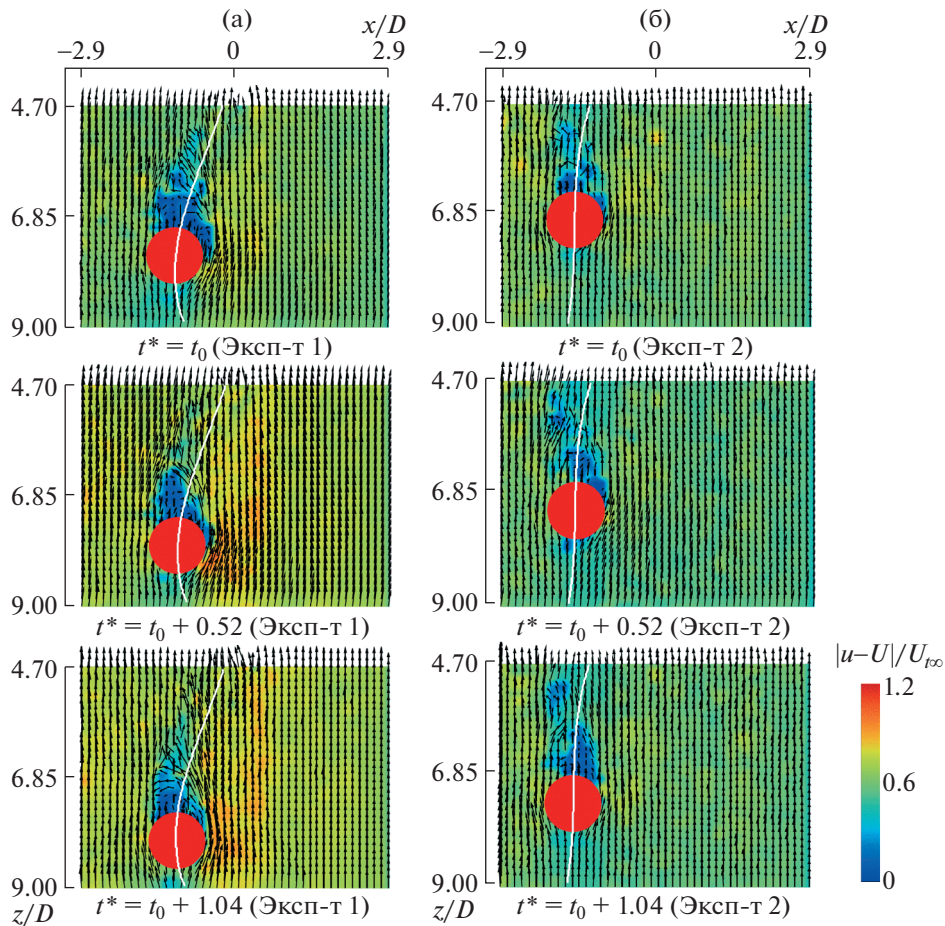 (а) (б)
x/D x/D
−2.9 0 2.9 −2.9 0 2.9
4.70 4.70
6.85 6.85
9.00 9.00
t* = t0 (Эксп-т 1) t* = t0 (Эксп-т 2)
4.70 4.70
6.85 6.85
9.00 9.00
t* = t0 + 0.52 (Эксп-т 1) t* = t0 + 0.52 (Эксп-т 2)
|u−U|/Ut∞
4.70 4.70 1.2
6.85 6.85 0.6
9.00 9.00 0
z/D t* = t0 + 1.04 (Эксп-т 1) z/D t* = t0 + 1.04 (Эксп-т 2)